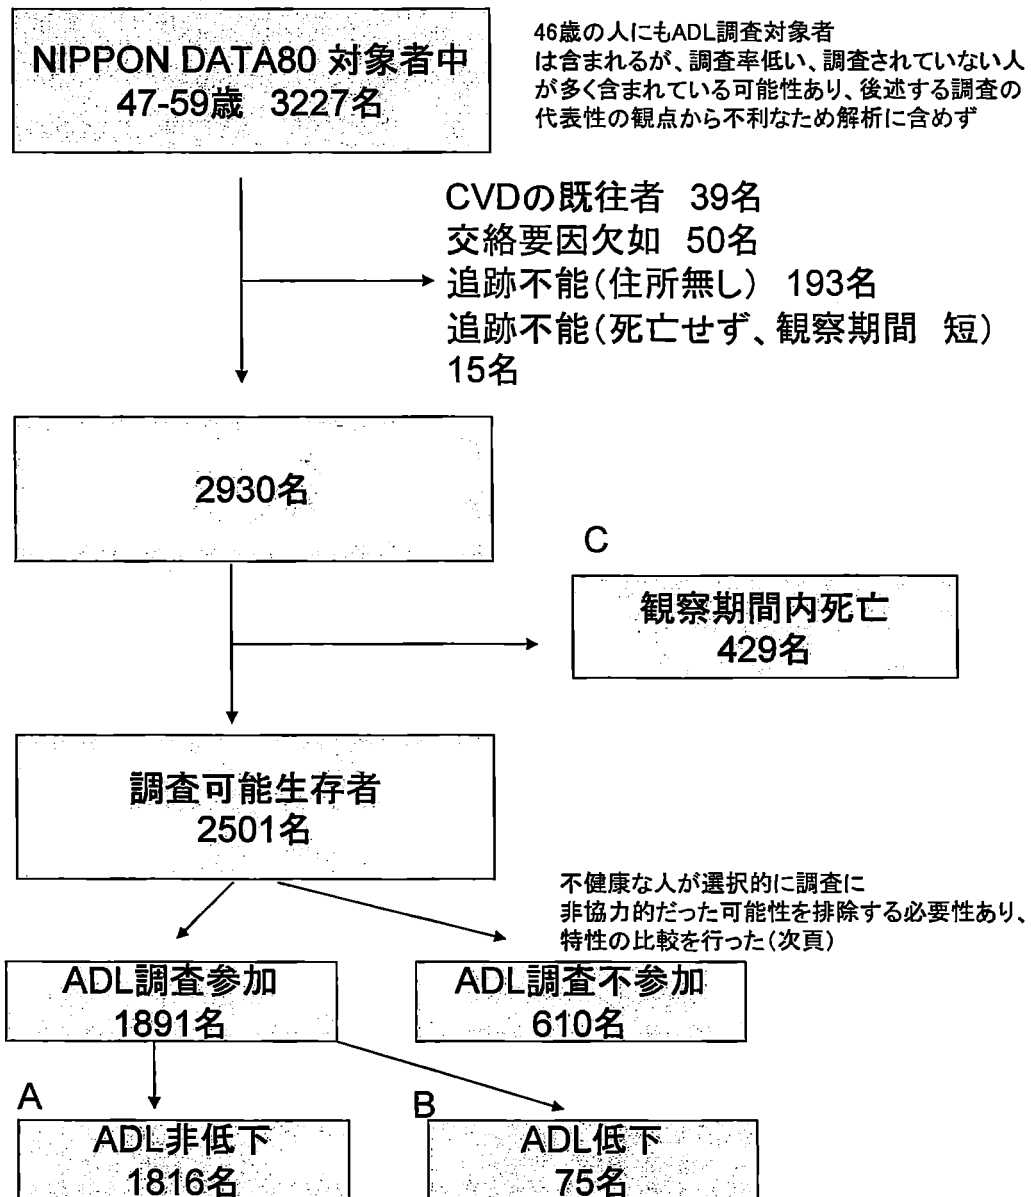 NIPPON DATA80 対象者中
47-59歳 3227名
46歳の人にもADL調査対象者
は含まれるが、調査率低い、調査されていない人
が多く含まれている可能性あり、後述する調査の
代表性の観点から不利なため解析に含めず
CVDの既往者 39名
交絡要因欠如 50名
追跡不能(住所無し) 193名
追跡不能(死亡せず、観察期間 短)
15名
2930名
C
観察期間内死亡
429名
調査可能生存者
2501名
不健康な人が選択的に調査に
非協力的だった可能性を排除する必要性あり、
特性の比較を行った(次頁)
ADL調査参加
1891名
ADL調査不参加
610名
A
ADL非低下
1816名
B
ADL低下
75名